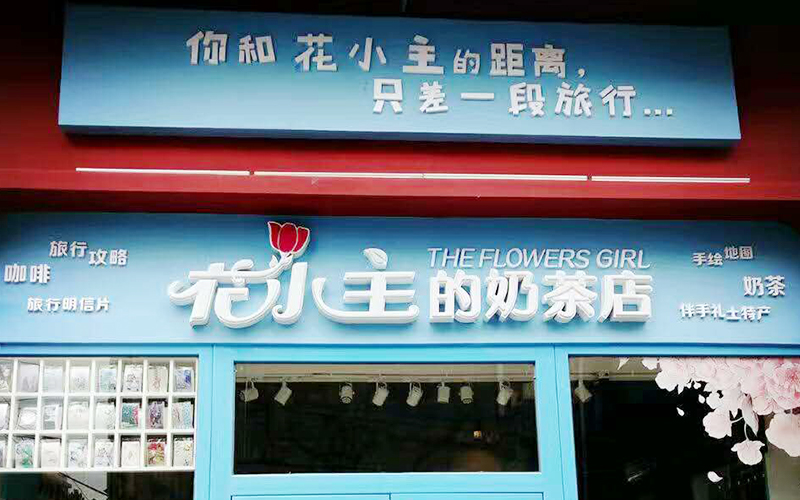 你和花小主的距离，
只差一段旅行...
旅行攻略
咖啡
旅行明信片
花小主的奶茶店
THE FLOWERS GIRL
手绘地图
奶茶
伴手礼土特产